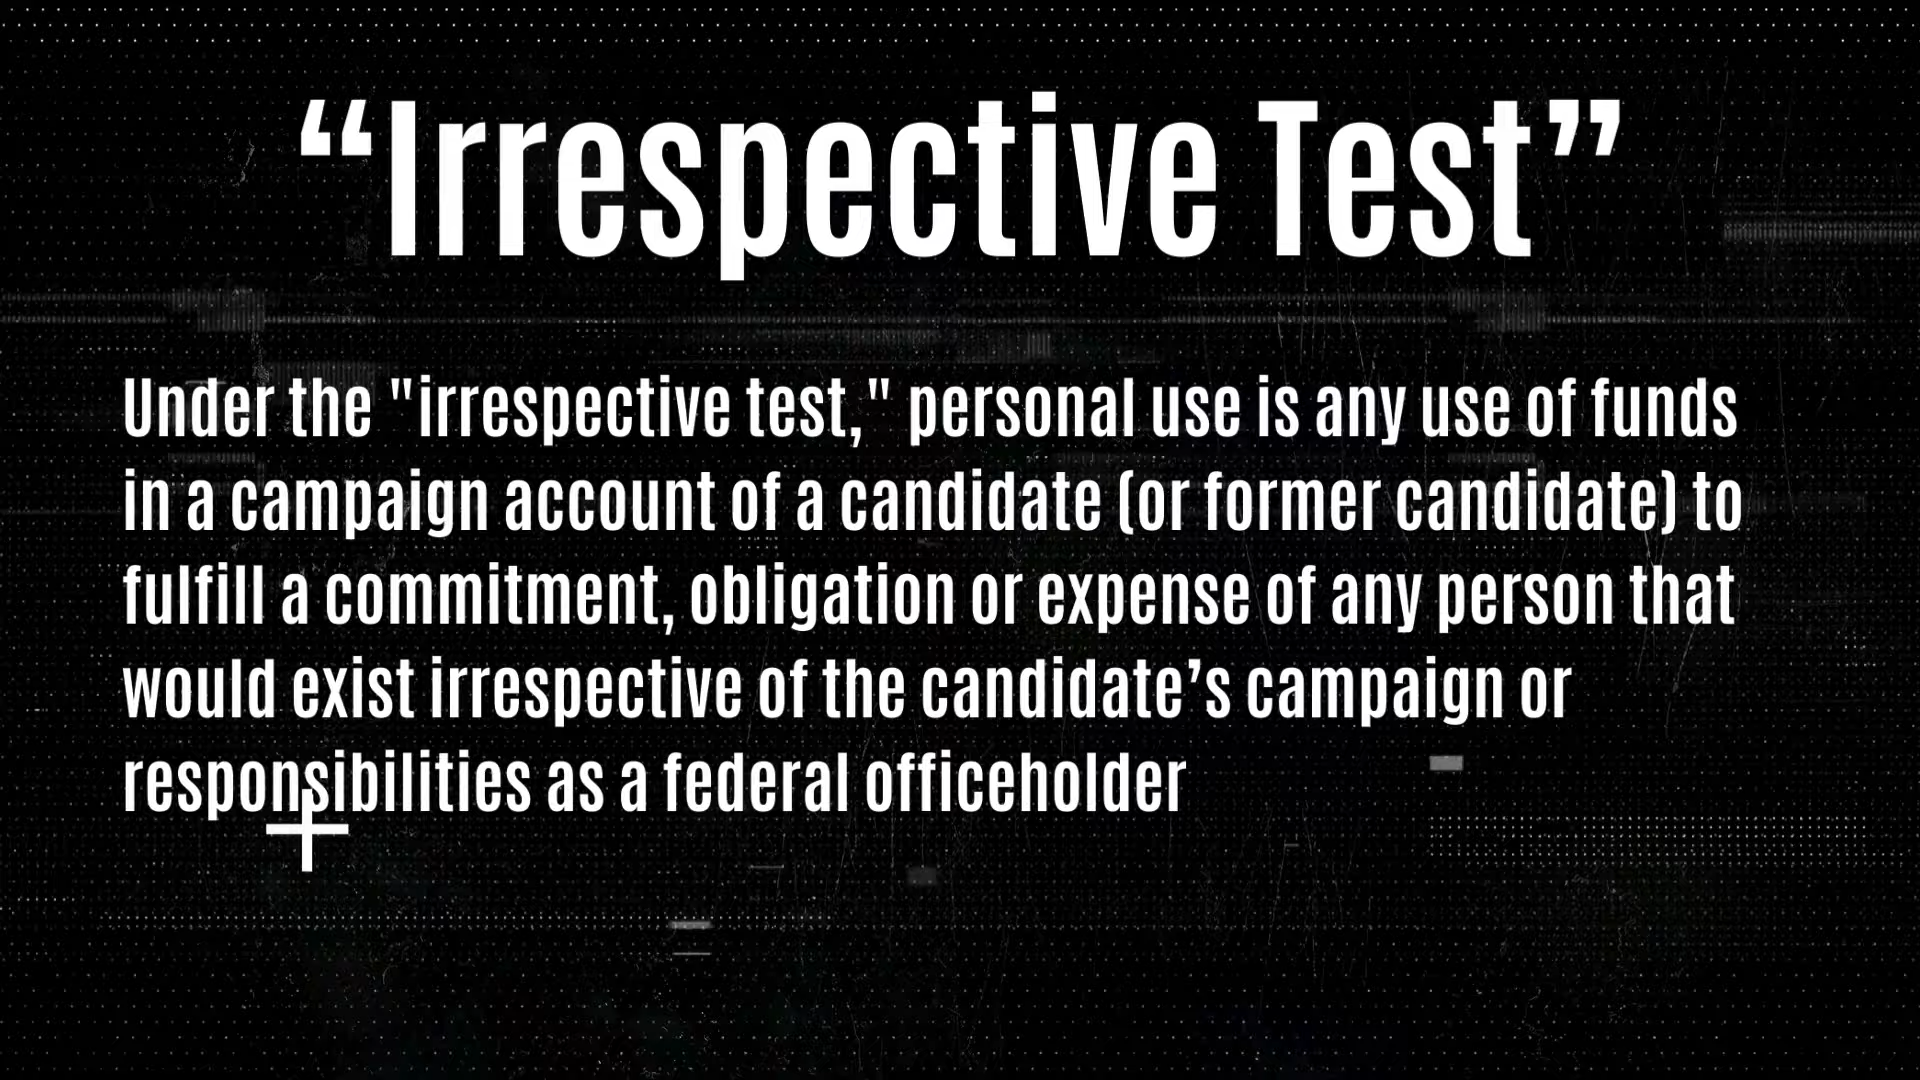 “Irrespective Test”
Under the "irrespective test," personal use is any use of funds
in a campaign account of a candidate (or former candidate) to
fulfill a commitment, obligation or expense of any person that
would exist irrespective of the candidate’s campaign or
responsibilities as a federal officeholder